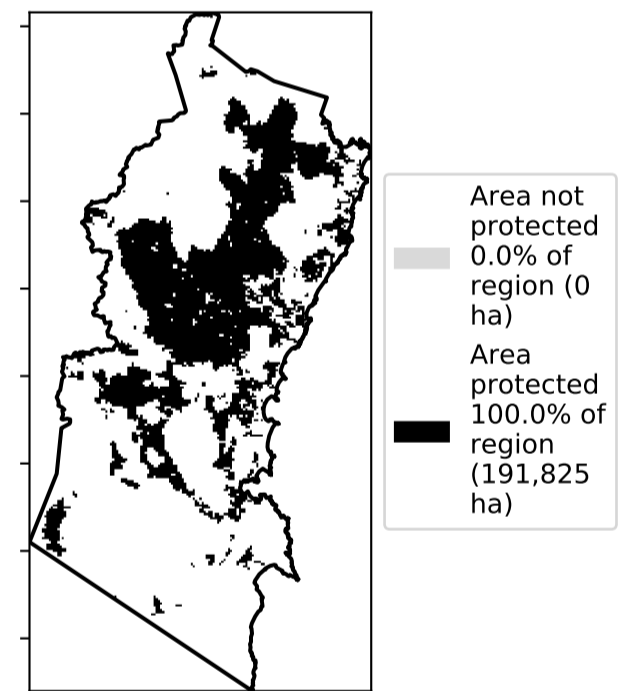 Area not
protected
0.0% of
region (0
ha)
Area
protected
100.0% of
region
(191,825
ha)